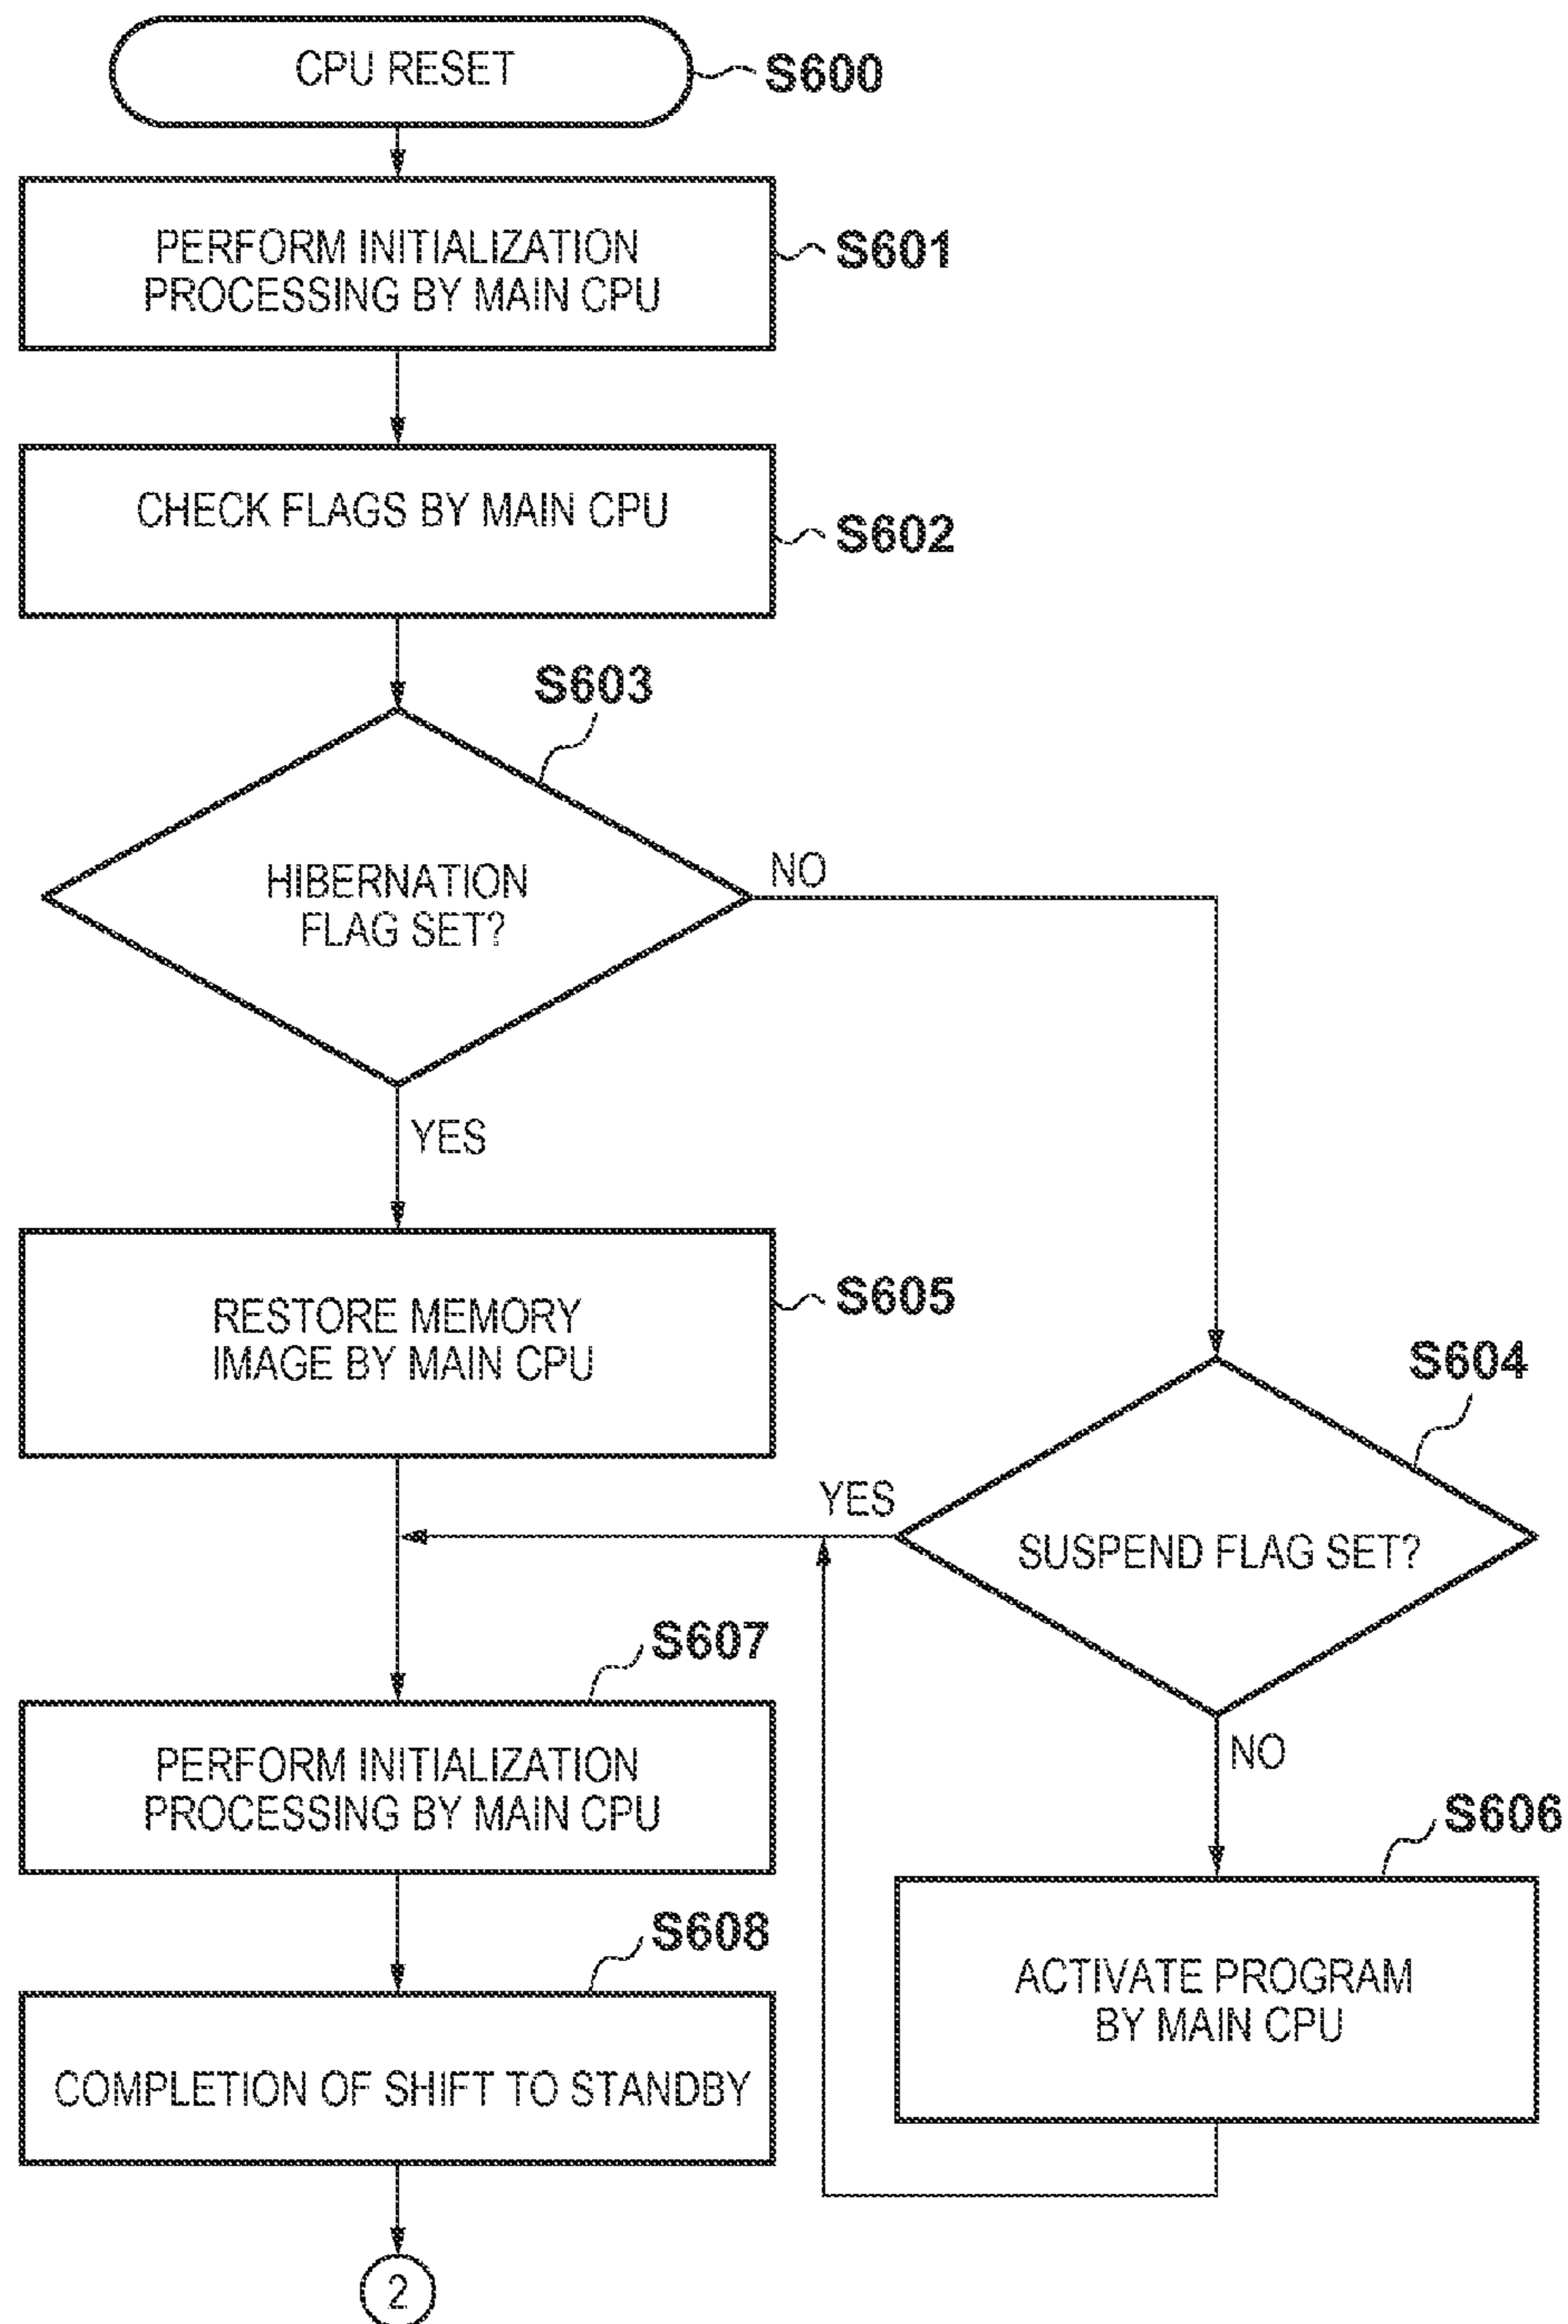 CPU RESET
S600
PERFORM INITIALIZATION
PROCESSING BY MAIN CPU
S601
CHECK FLAGS BY MAIN CPU
S602
S603
HIBERNATION
FLAG SET?
NO
YES
RESTORE MEMORY
IMAGE BY MAIN CPU
S605
S604
YES
SUSPEND FLAG SET?
NO
S607
PERFORM INITIALIZATION
PROCESSING BY MAIN CPU
S606
ACTIVATE PROGRAM
BY MAIN CPU
S608
COMPLETION OF SHIFT TO STANDBY
2